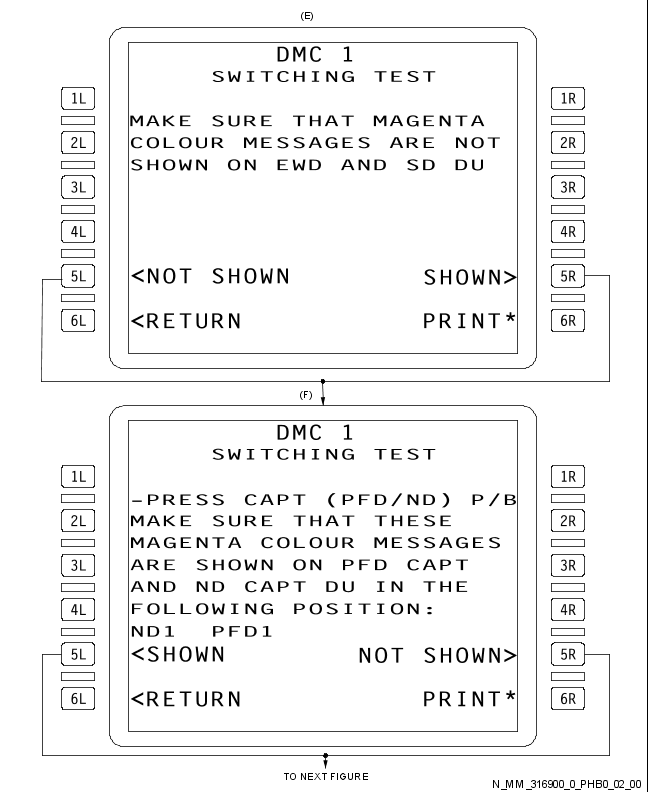 (E)
DMC 1
SWITCHING TEST
1L 1R
MAKE SURE THAT MAGENTA
2L COLOUR MESSAGES ARE NOT 2R
SHOWN ON EWD AND SD DU
3L 3R
4L 4R
5L <NOT SHOWN SHOWN> 5R
6L <RETURN PRINT* 6R
(F)
DMC 1
SWITCHING TEST
1L 1R
-PRESS CAPT (PFD/ND) P/B
2L MAKE SURE THAT THESE 2R
MAGENTA COLOUR MESSAGES
3L ARE SHOWN ON PFD CAPT 3R
AND ND CAPT DU IN THE
4L FOLLOWING POSITION: 4R
ND1 PFD1
5L <SHOWN NOT SHOWN> 5R
6L <RETURN PRINT* 6R
TO NEXT FIGURE
N_MM_316900_0_PHB0_02_00